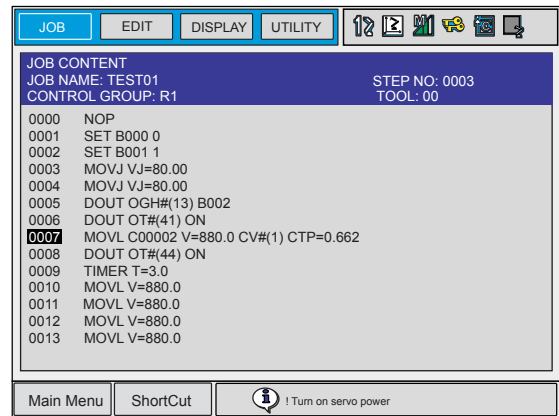 JOB EDIT DISPLAY UTILITY
JOB CONTENT
JOB NAME: TEST01 STEP NO: 0003
CONTROL GROUP: R1 TOOL: 00
0000 NOP
0001 SET B000 0
0002 SET B001 1
0003 MOVJ VJ=80.00
0004 MOVJ VJ=80.00
0005 DOUT OGH#(13) B002
0006 DOUT OT#(41) ON
0007 MOVL C00002 V=880.0 CV#(1) CTP=0.662
0008 DOUT OT#(44) ON
0009 TIMER T=3.0
0010 MOVL V=880.0
0011 MOVL V=880.0
0012 MOVL V=880.0
0013 MOVL V=880.0
Main Menu ShortCut ! Turn on servo power